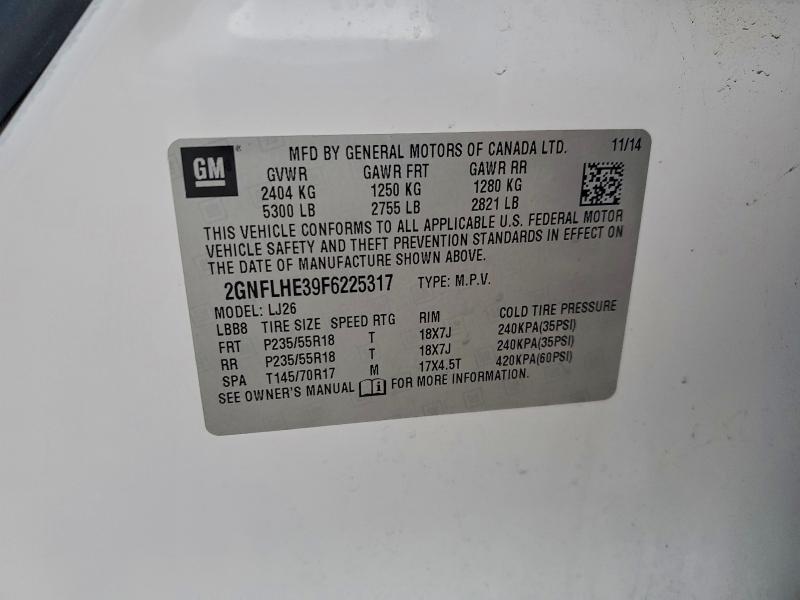 GM
MFD BY GENERAL MOTORS OF CANADA LTD. 11/14
GVWR GAWR FRT GAWR RR
2404 KG 1250 KG 1280 KG
5300 LB 2755 LB 2821 LB
THIS VEHICLE CONFORMS TO ALL APPLICABLE U.S. FEDERAL MOTOR
VEHICLE SAFETY AND THEFT PREVENTION STANDARDS IN EFFECT ON
THE DATE OF MANUFACTURE SHOWN ABOVE.
2GNFLHE39F6225317 TYPE: M.P.V.
MODEL: LJ26
LBB8 TIRE SIZE SPEED RTG RIM COLD TIRE PRESSURE
FRT P235/55R18 T 18X7J 240KPA(35PSI)
RR P235/55R18 T 18X7J 240KPA(35PSI)
SPA T145/70R17 M 17X4.5T 420KPA(60PSI)
SEE OWNER'S MANUAL FOR MORE INFORMATION.